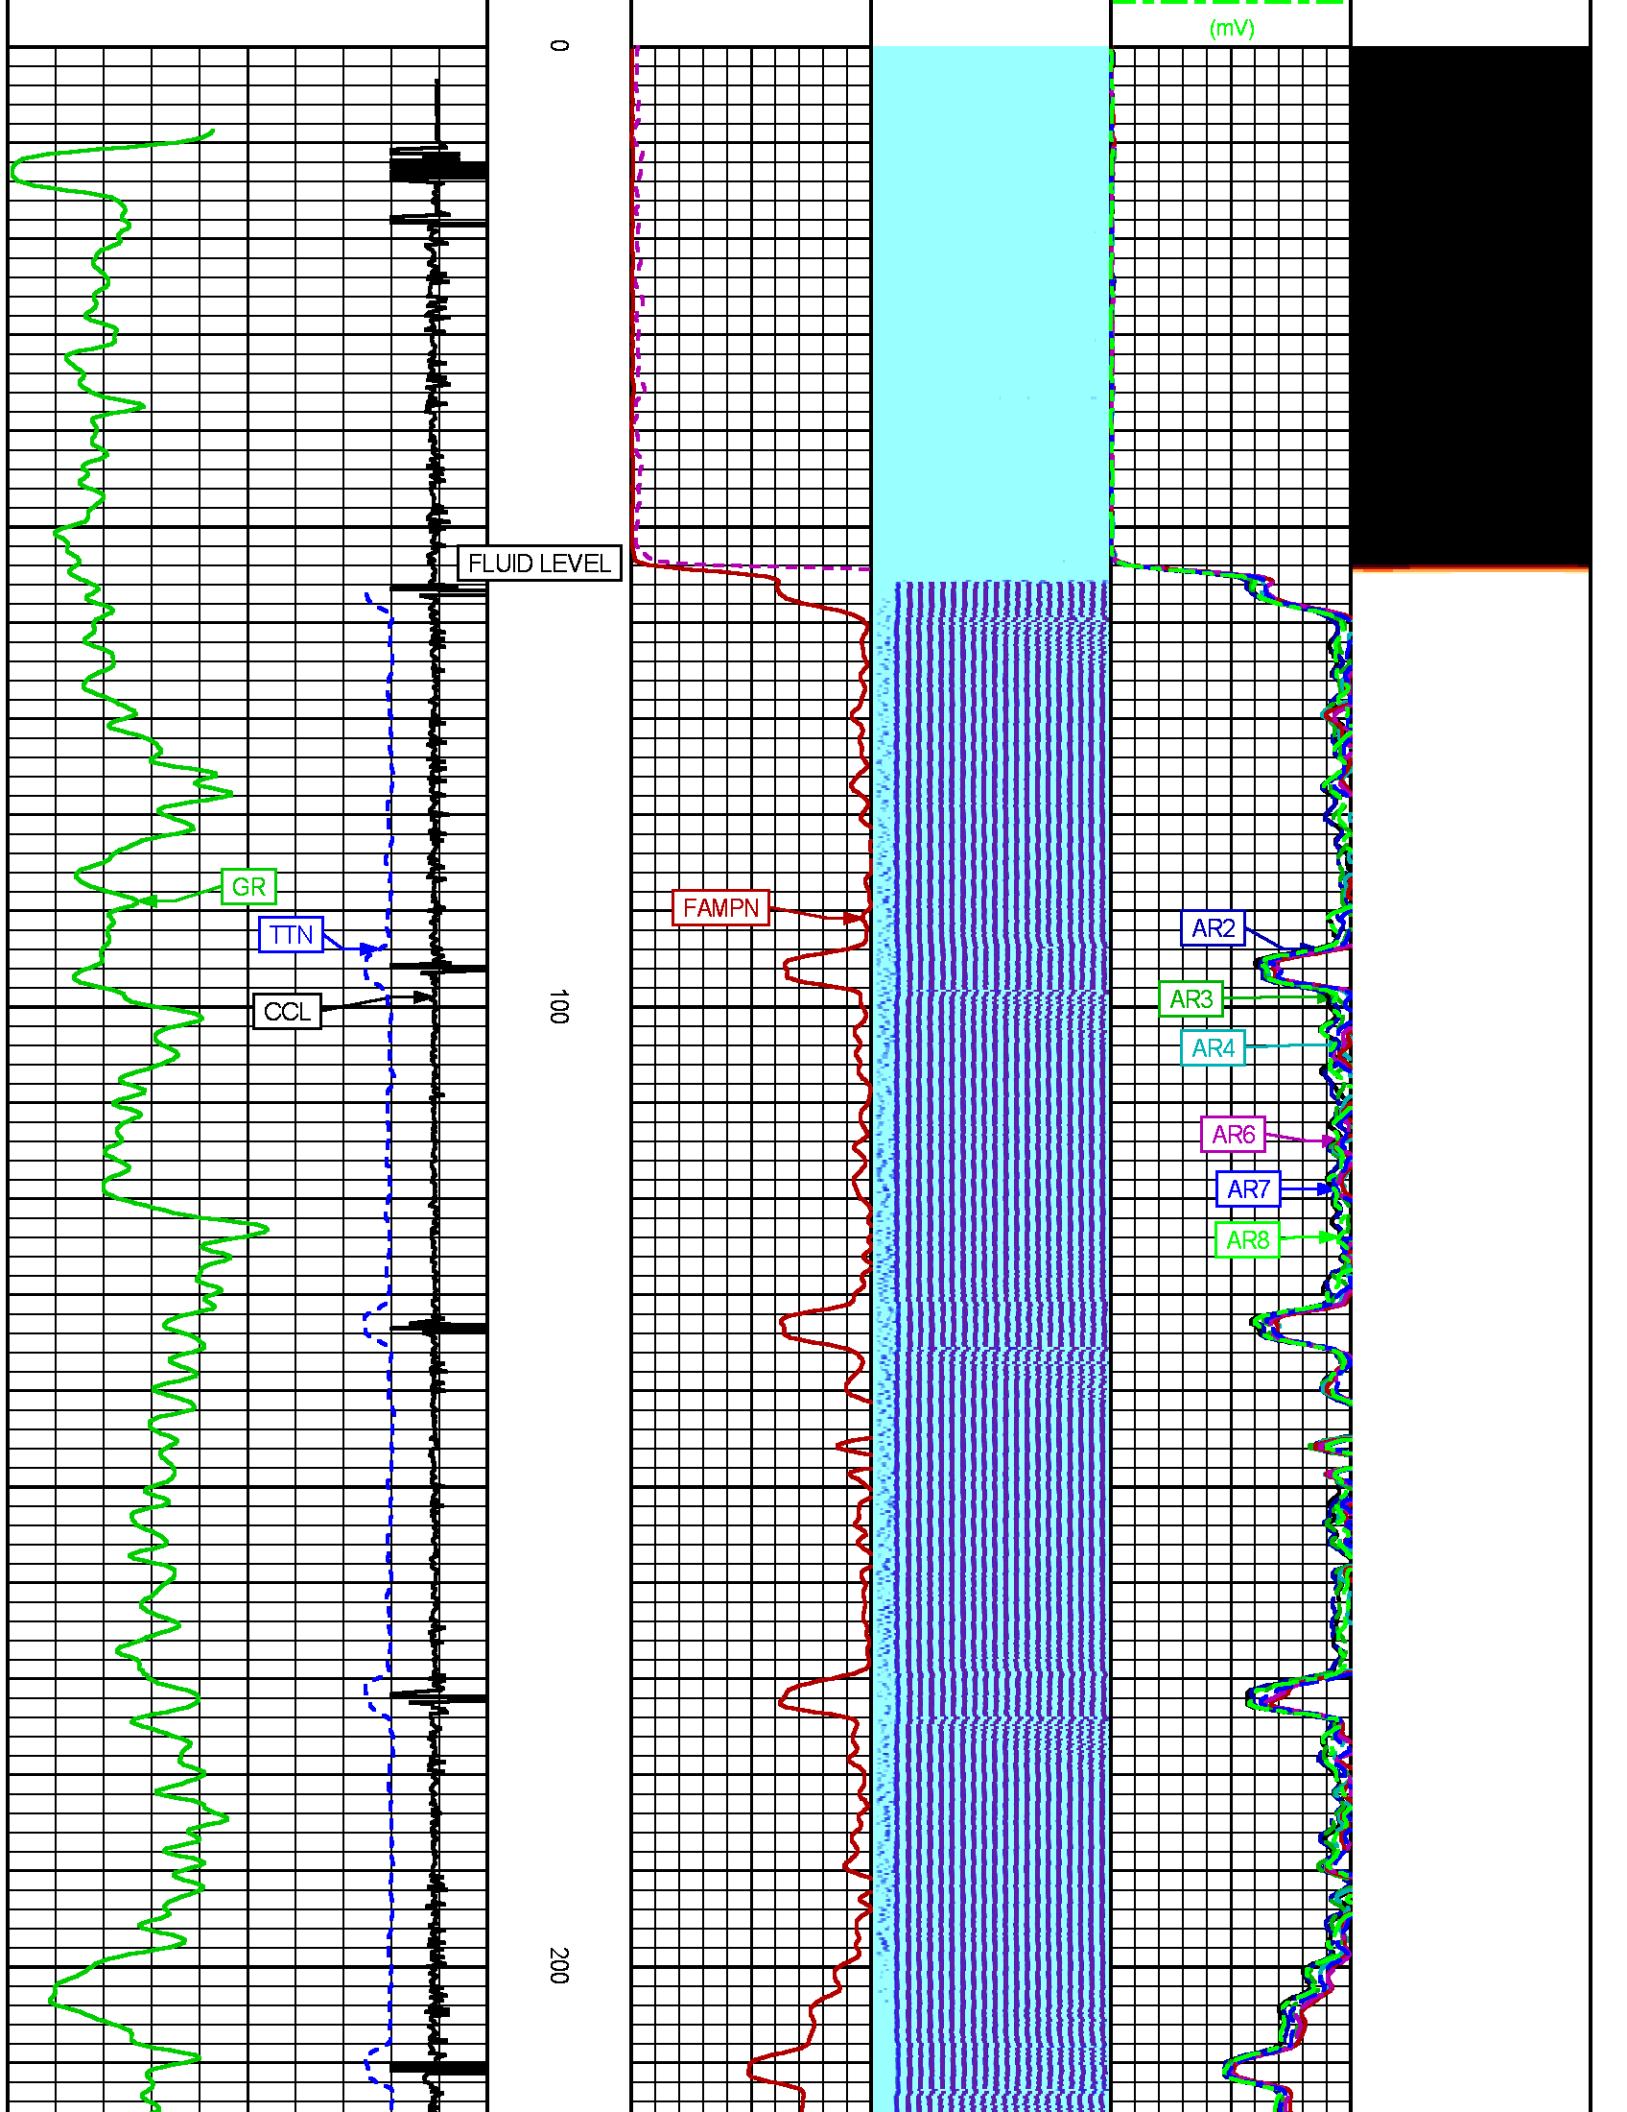 (mV)
0
FLUID LEVEL
GR
FAMPN
TTN
AR2
CCL
100
AR3
AR4
AR6
AR7
AR8
200